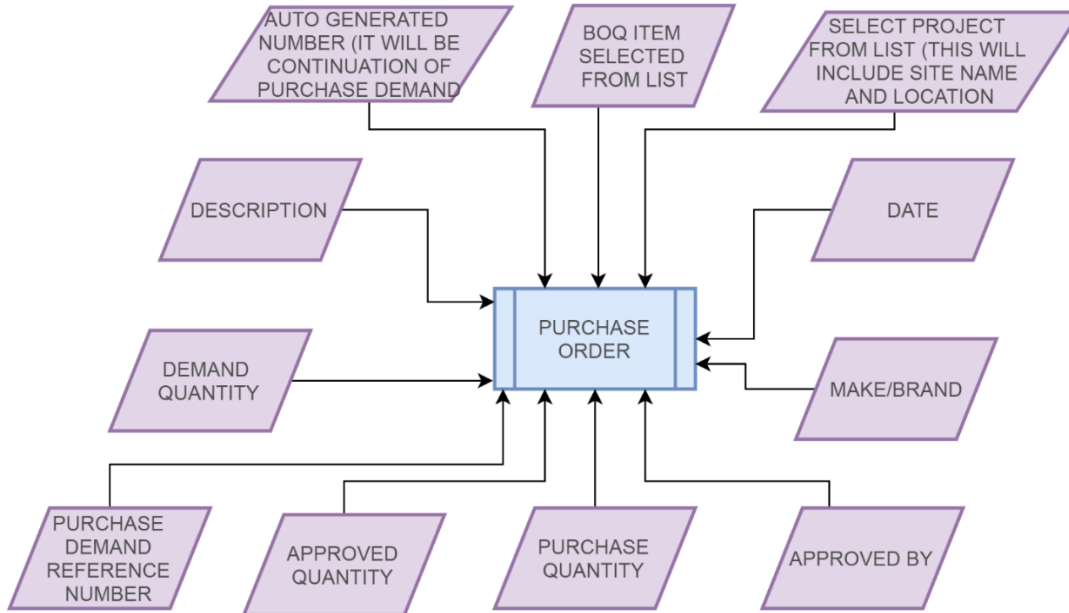 AUTO GENERATED
NUMBER (IT WILL BE
CONTINUATION OF
PURCHASE DEMAND
BOQ ITEM
SELECTED
FROM LIST
SELECT PROJECT
FROM LIST (THIS WILL
INCLUDE SITE NAME
AND LOCATION
DESCRIPTION
DATE
PURCHASE
ORDER
DEMAND
QUANTITY
MAKE/BRAND
PURCHASE
DEMAND
REFERENCE
NUMBER
APPROVED
QUANTITY
PURCHASE
QUANTITY
APPROVED BY